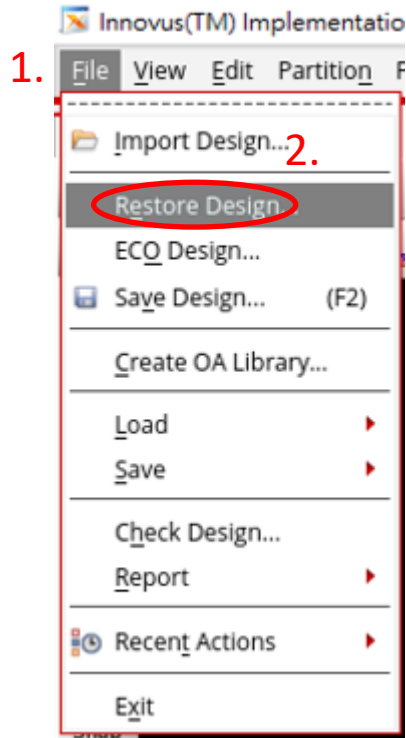 Innovus(TM) Implementatio
1. File View Edit Partition F
Import Design...
2.
Restore Design...
ECO Design...
Save Design... (F2)
Create OA Library...
Load
Save
Check Design...
Report
Recent Actions
Exit